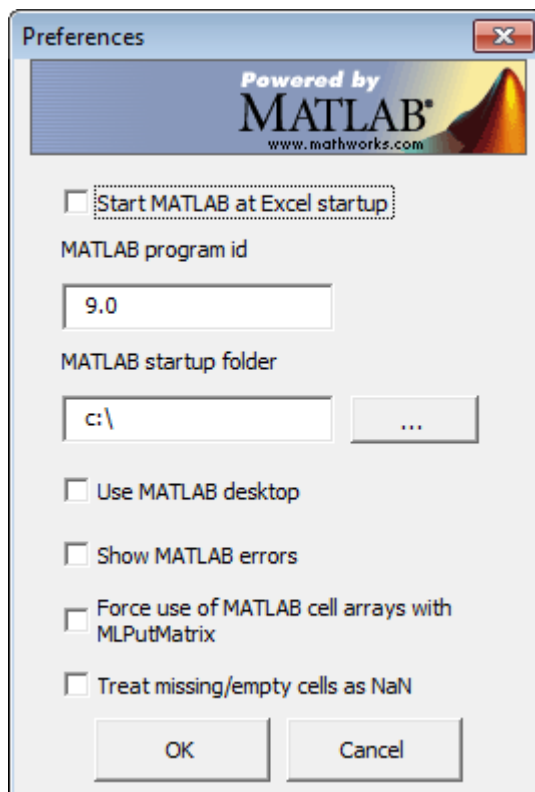 Preferences
Powered by
MATLAB®
www.mathworks.com
Start MATLAB at Excel startup
MATLAB program id
9.0
MATLAB startup folder
c:\
...
Use MATLAB desktop
Show MATLAB errors
Force use of MATLAB cell arrays with
MLPutMatrix
Treat missing/empty cells as NaN
OK
Cancel